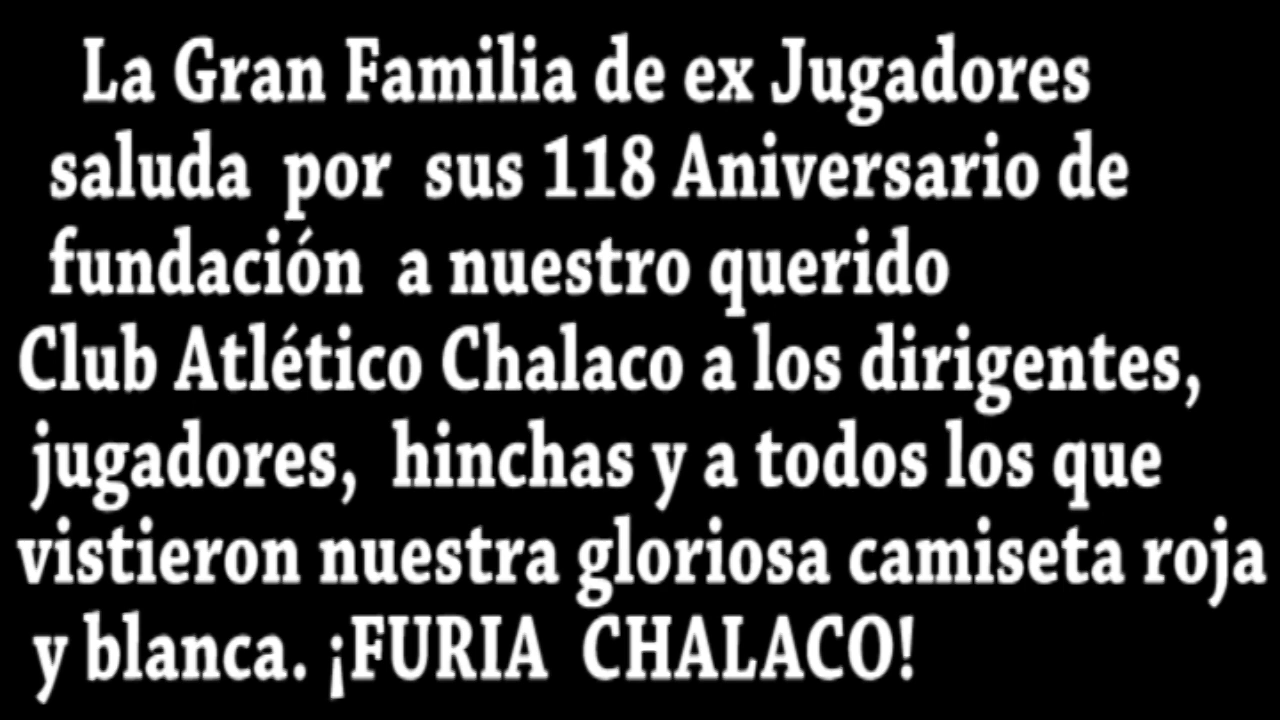 La Gran Familia de ex Jugadores
saluda por sus 118 Aniversario de
fundación a nuestro querido
Club Atlético Chalaco a los dirigentes,
jugadores, hinchas y a todos los que
vistieron nuestra gloriosa camiseta roja
y blanca. ¡FURIA CHALACO!